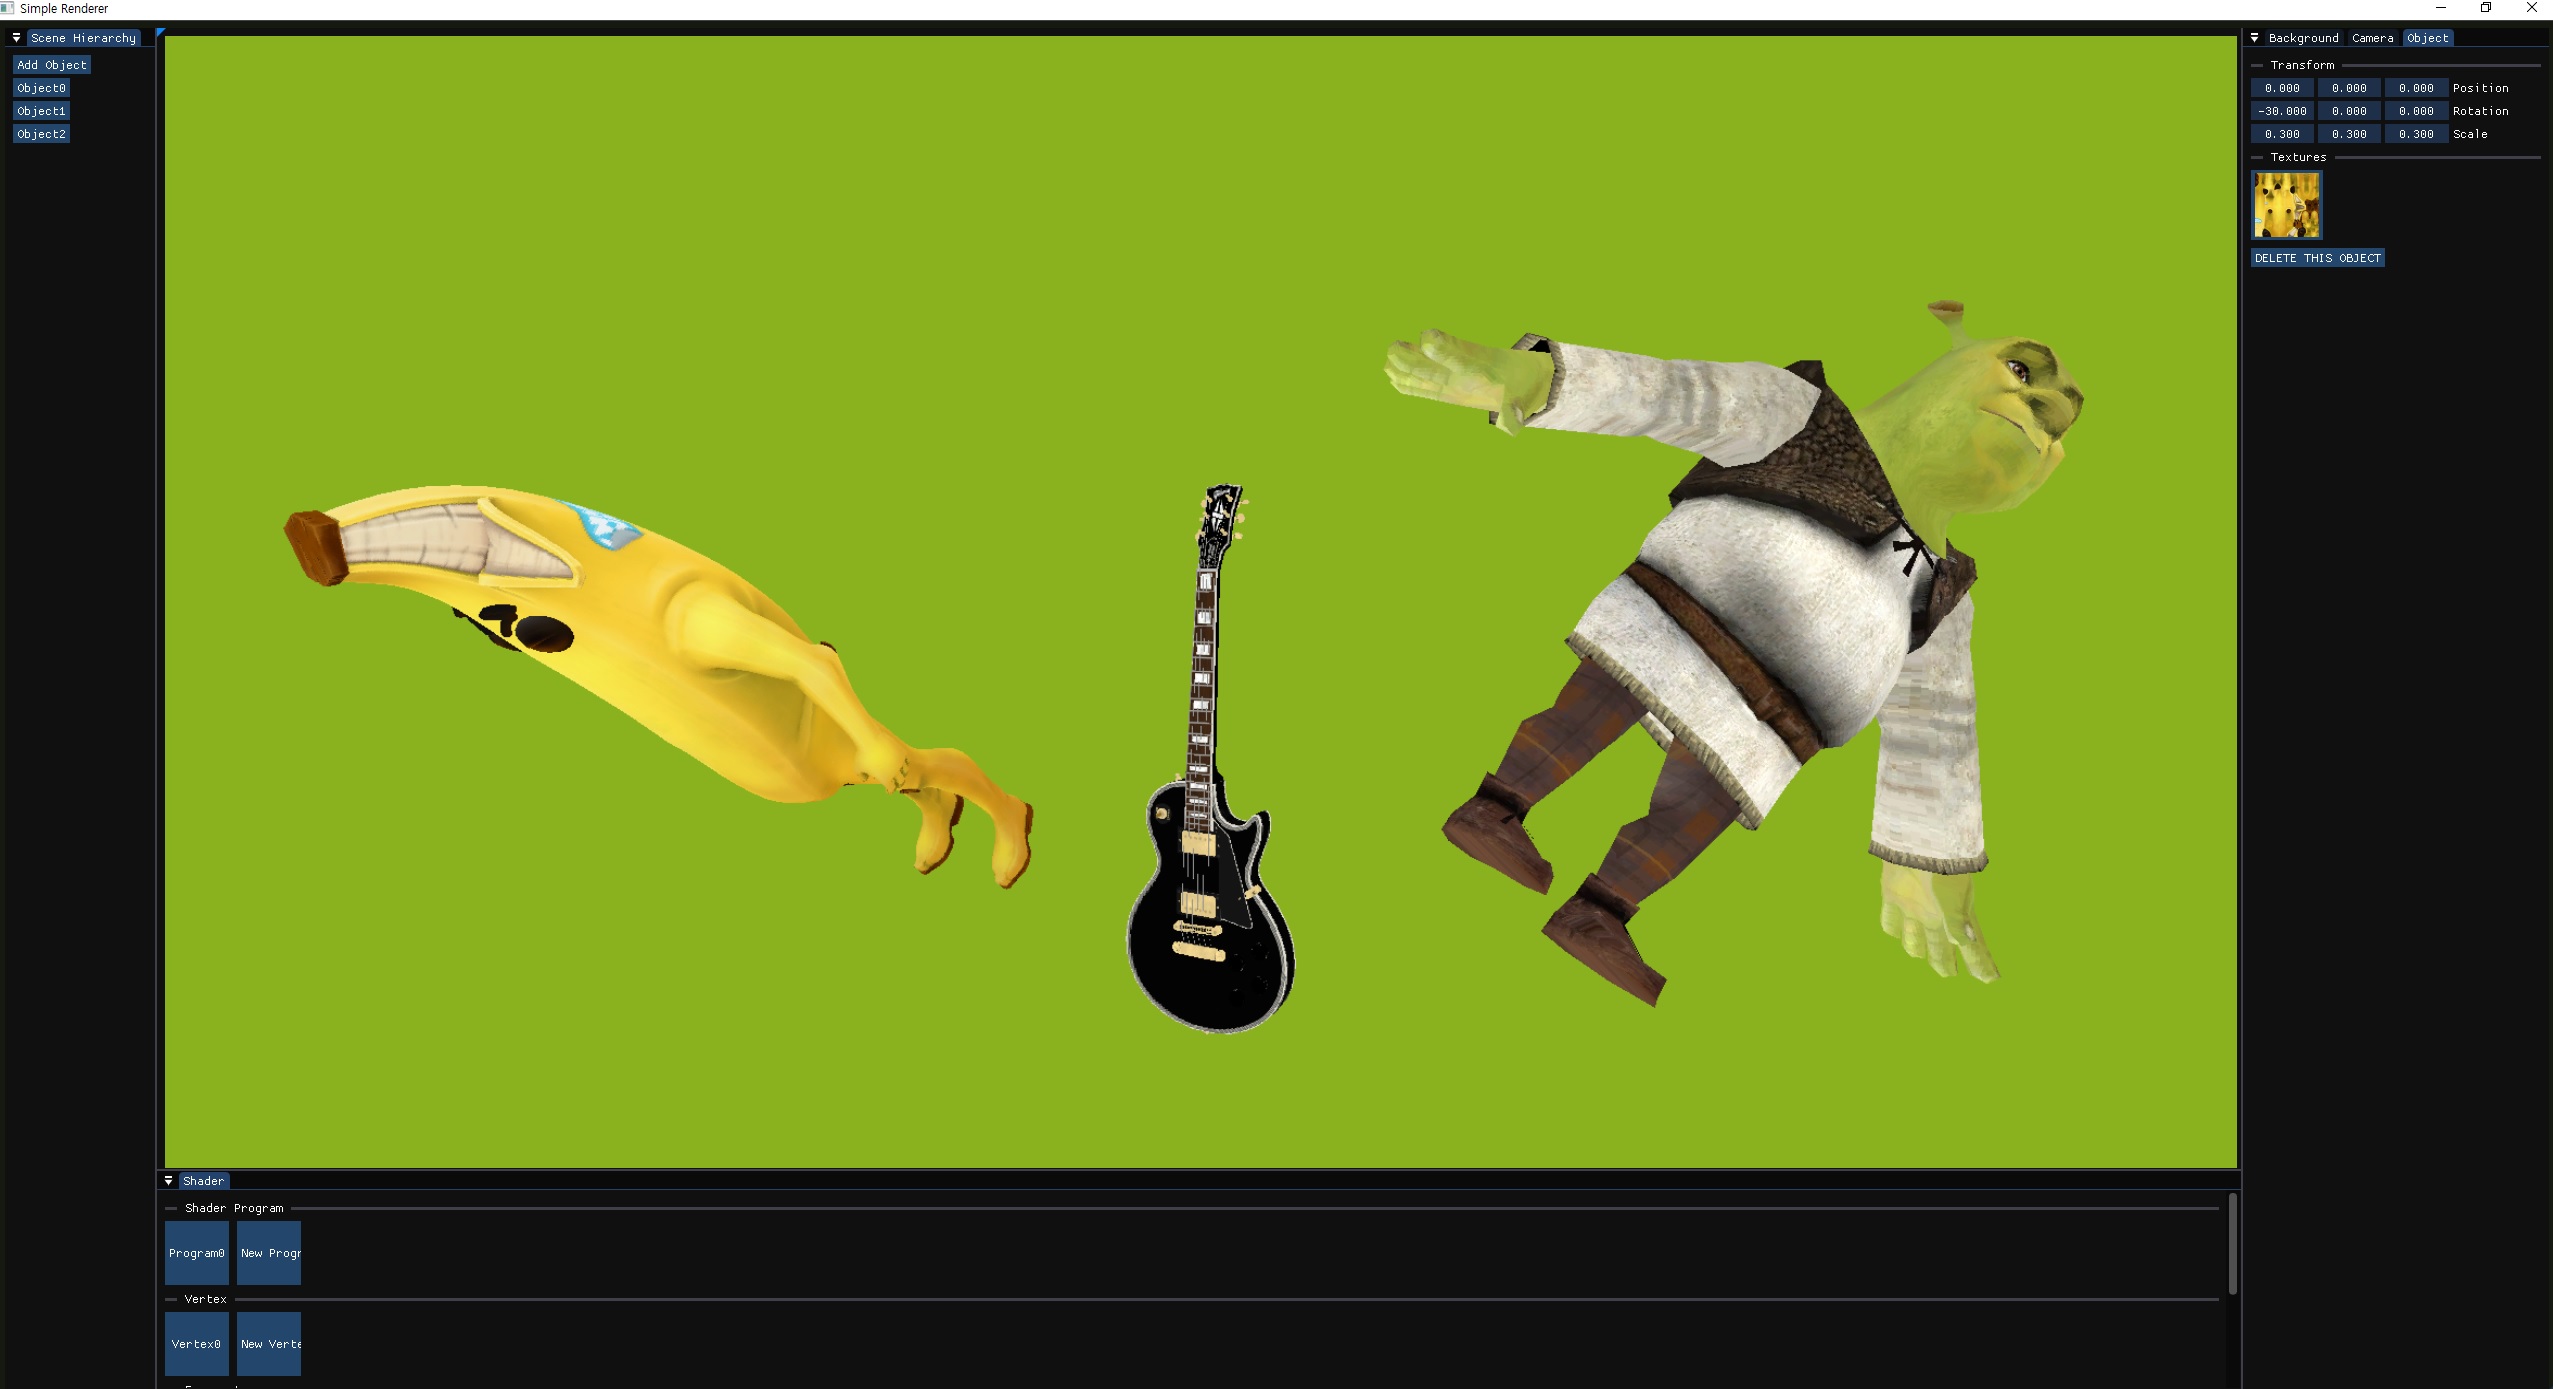 Simple Renderer
Scene Hierarchy
Add Object
Object0
Object1
Object2
Background Camera Object
Transform
0.000 0.000 0.000 Position
-30.000 0.000 0.000 Rotation
0.300 0.300 0.300 Scale
Textures
DELETE THIS OBJECT
Shader
Shader Program
Program0 New Progr
Vertex
Vertex0 New Verte